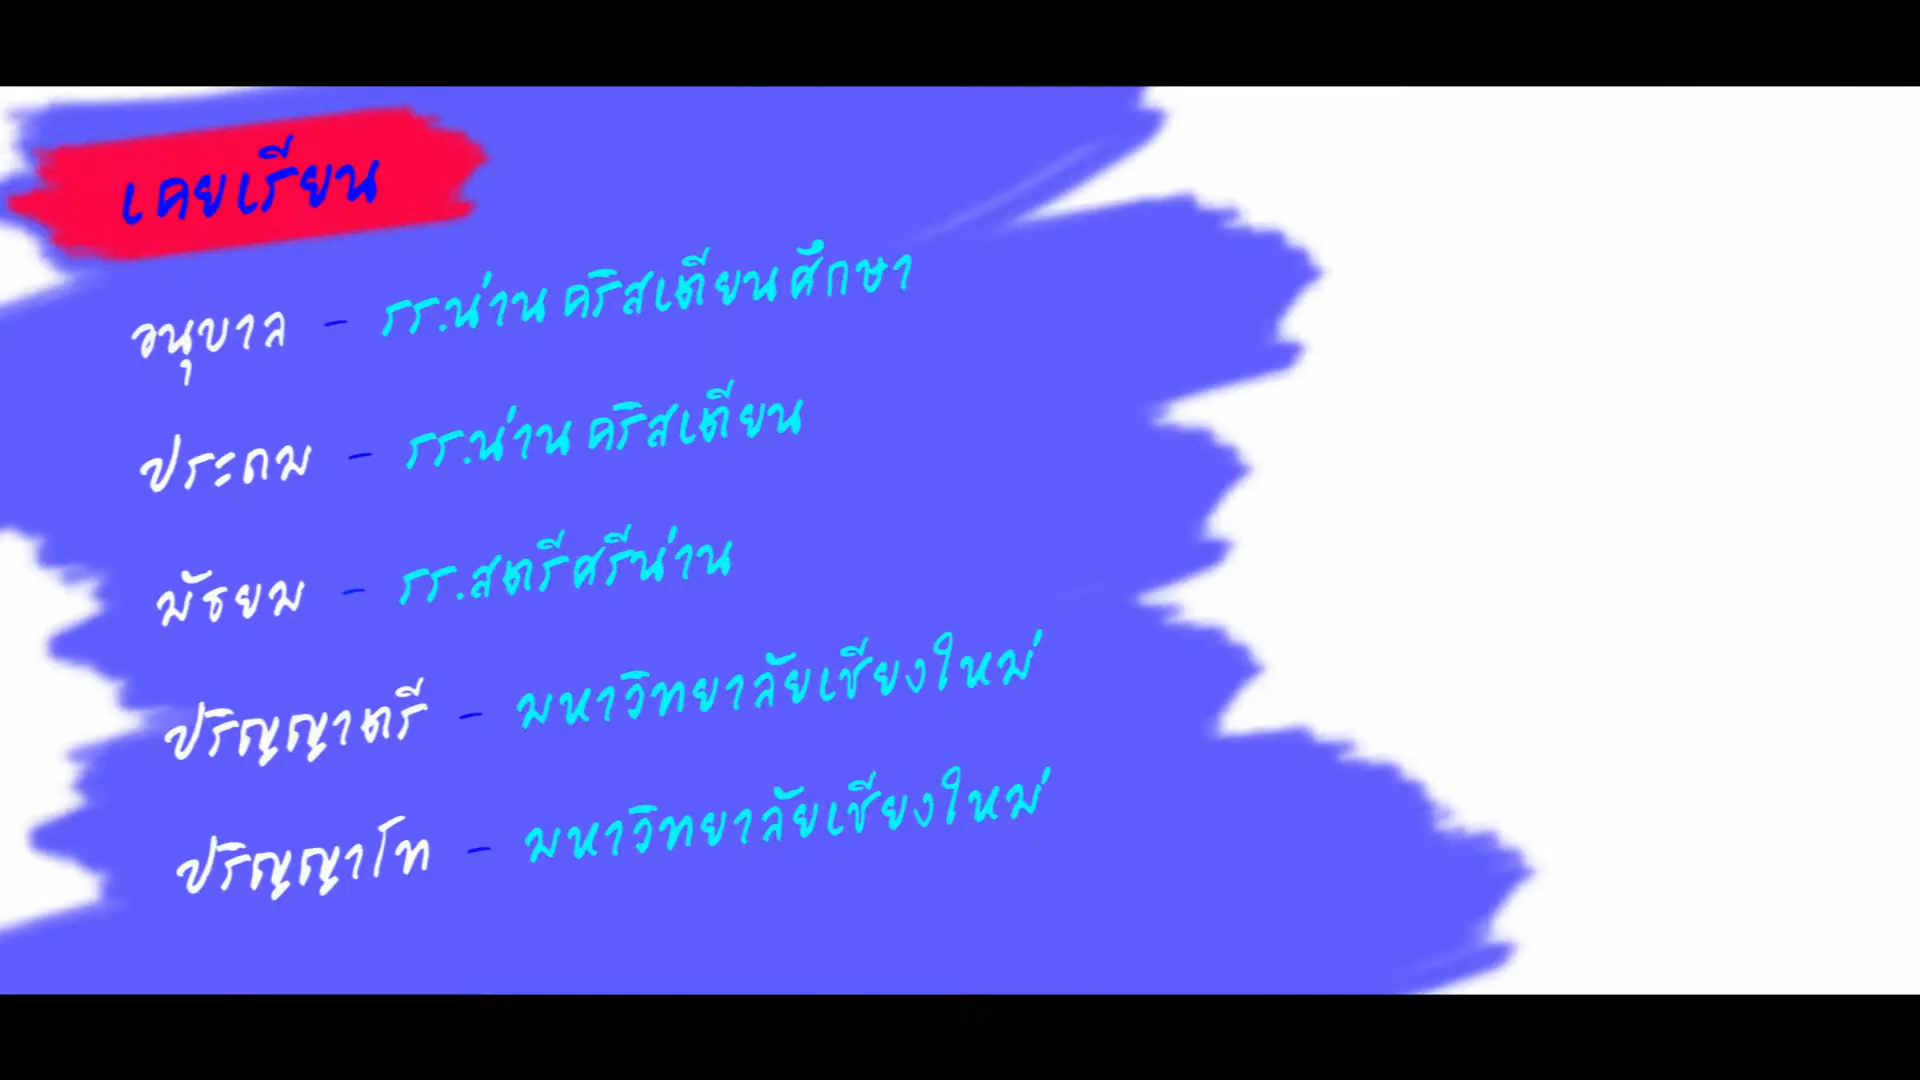 เคยเรียน
อนุบาล - รร.น่านคริสเตียนศึกษา
ประถม - รร.น่านคริสเตียน
มัธยม - รร.สตรีศรีน่าน
ปริญญาตรี - มหาวิทยาลัยเชียงใหม่
ปริญญาโท - มหาวิทยาลัยเชียงใหม่